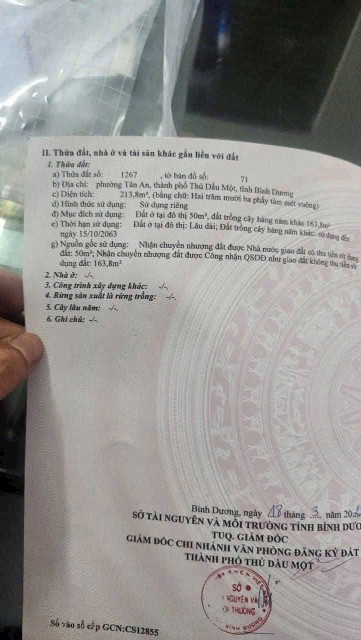 II. Thửa đất, nhà ở và tài sản khác gắn liền với đất
1. Thửa đất:
a) Thửa đất số: 1267 , tờ bản đồ số: 71
b) Địa chỉ: phường Tân An, thành phố Thủ Dầu Một, tỉnh Bình Dương
c) Diện tích: 213,8m², (bằng chữ: Hai trăm mười ba phẩy tám mét vuông)
d) Hình thức sử dụng: Sử dụng riêng
đ) Mục đích sử dụng: Đất ở tại đô thị 50m², đất trồng cây hàng năm khác 163,8m²
e) Thời hạn sử dụng: Đất ở tại đô thị: Lâu dài; Đất trồng cây hàng năm khác: sử dụng đến
ngày 15/10/2063
g) Nguồn gốc sử dụng: Nhận chuyển nhượng đất được Nhà nước giao đất có thu tiền sử dụng
đất: 50m²; Nhận chuyển nhượng đất được Công nhận QSDĐ như giao đất không thu tiền sử
dụng đất: 163,8m²
2. Nhà ở: -/-.
3. Công trình xây dựng khác: -/-.
4. Rừng sản xuất là rừng trồng: -/-.
5. Cây lâu năm: -/-.
6. Ghi chú: -/-.
Bình Dương, ngày 18 tháng 3 năm
SỞ TÀI NGUYÊN VÀ MÔI TRƯỜNG TỈNH BÌNH DƯƠ
TUQ. GIÁM ĐỐC
GIÁM ĐỐC CHI NHÁNH VĂN PHÒNG ĐĂNG KÝ ĐẤT
THÀNH PHỐ THỦ DẦU MỘT
SỞ
NGUYÊN VÀ
ÔI TRƯỜNG
Số vào sổ cấp GCN:CS12855